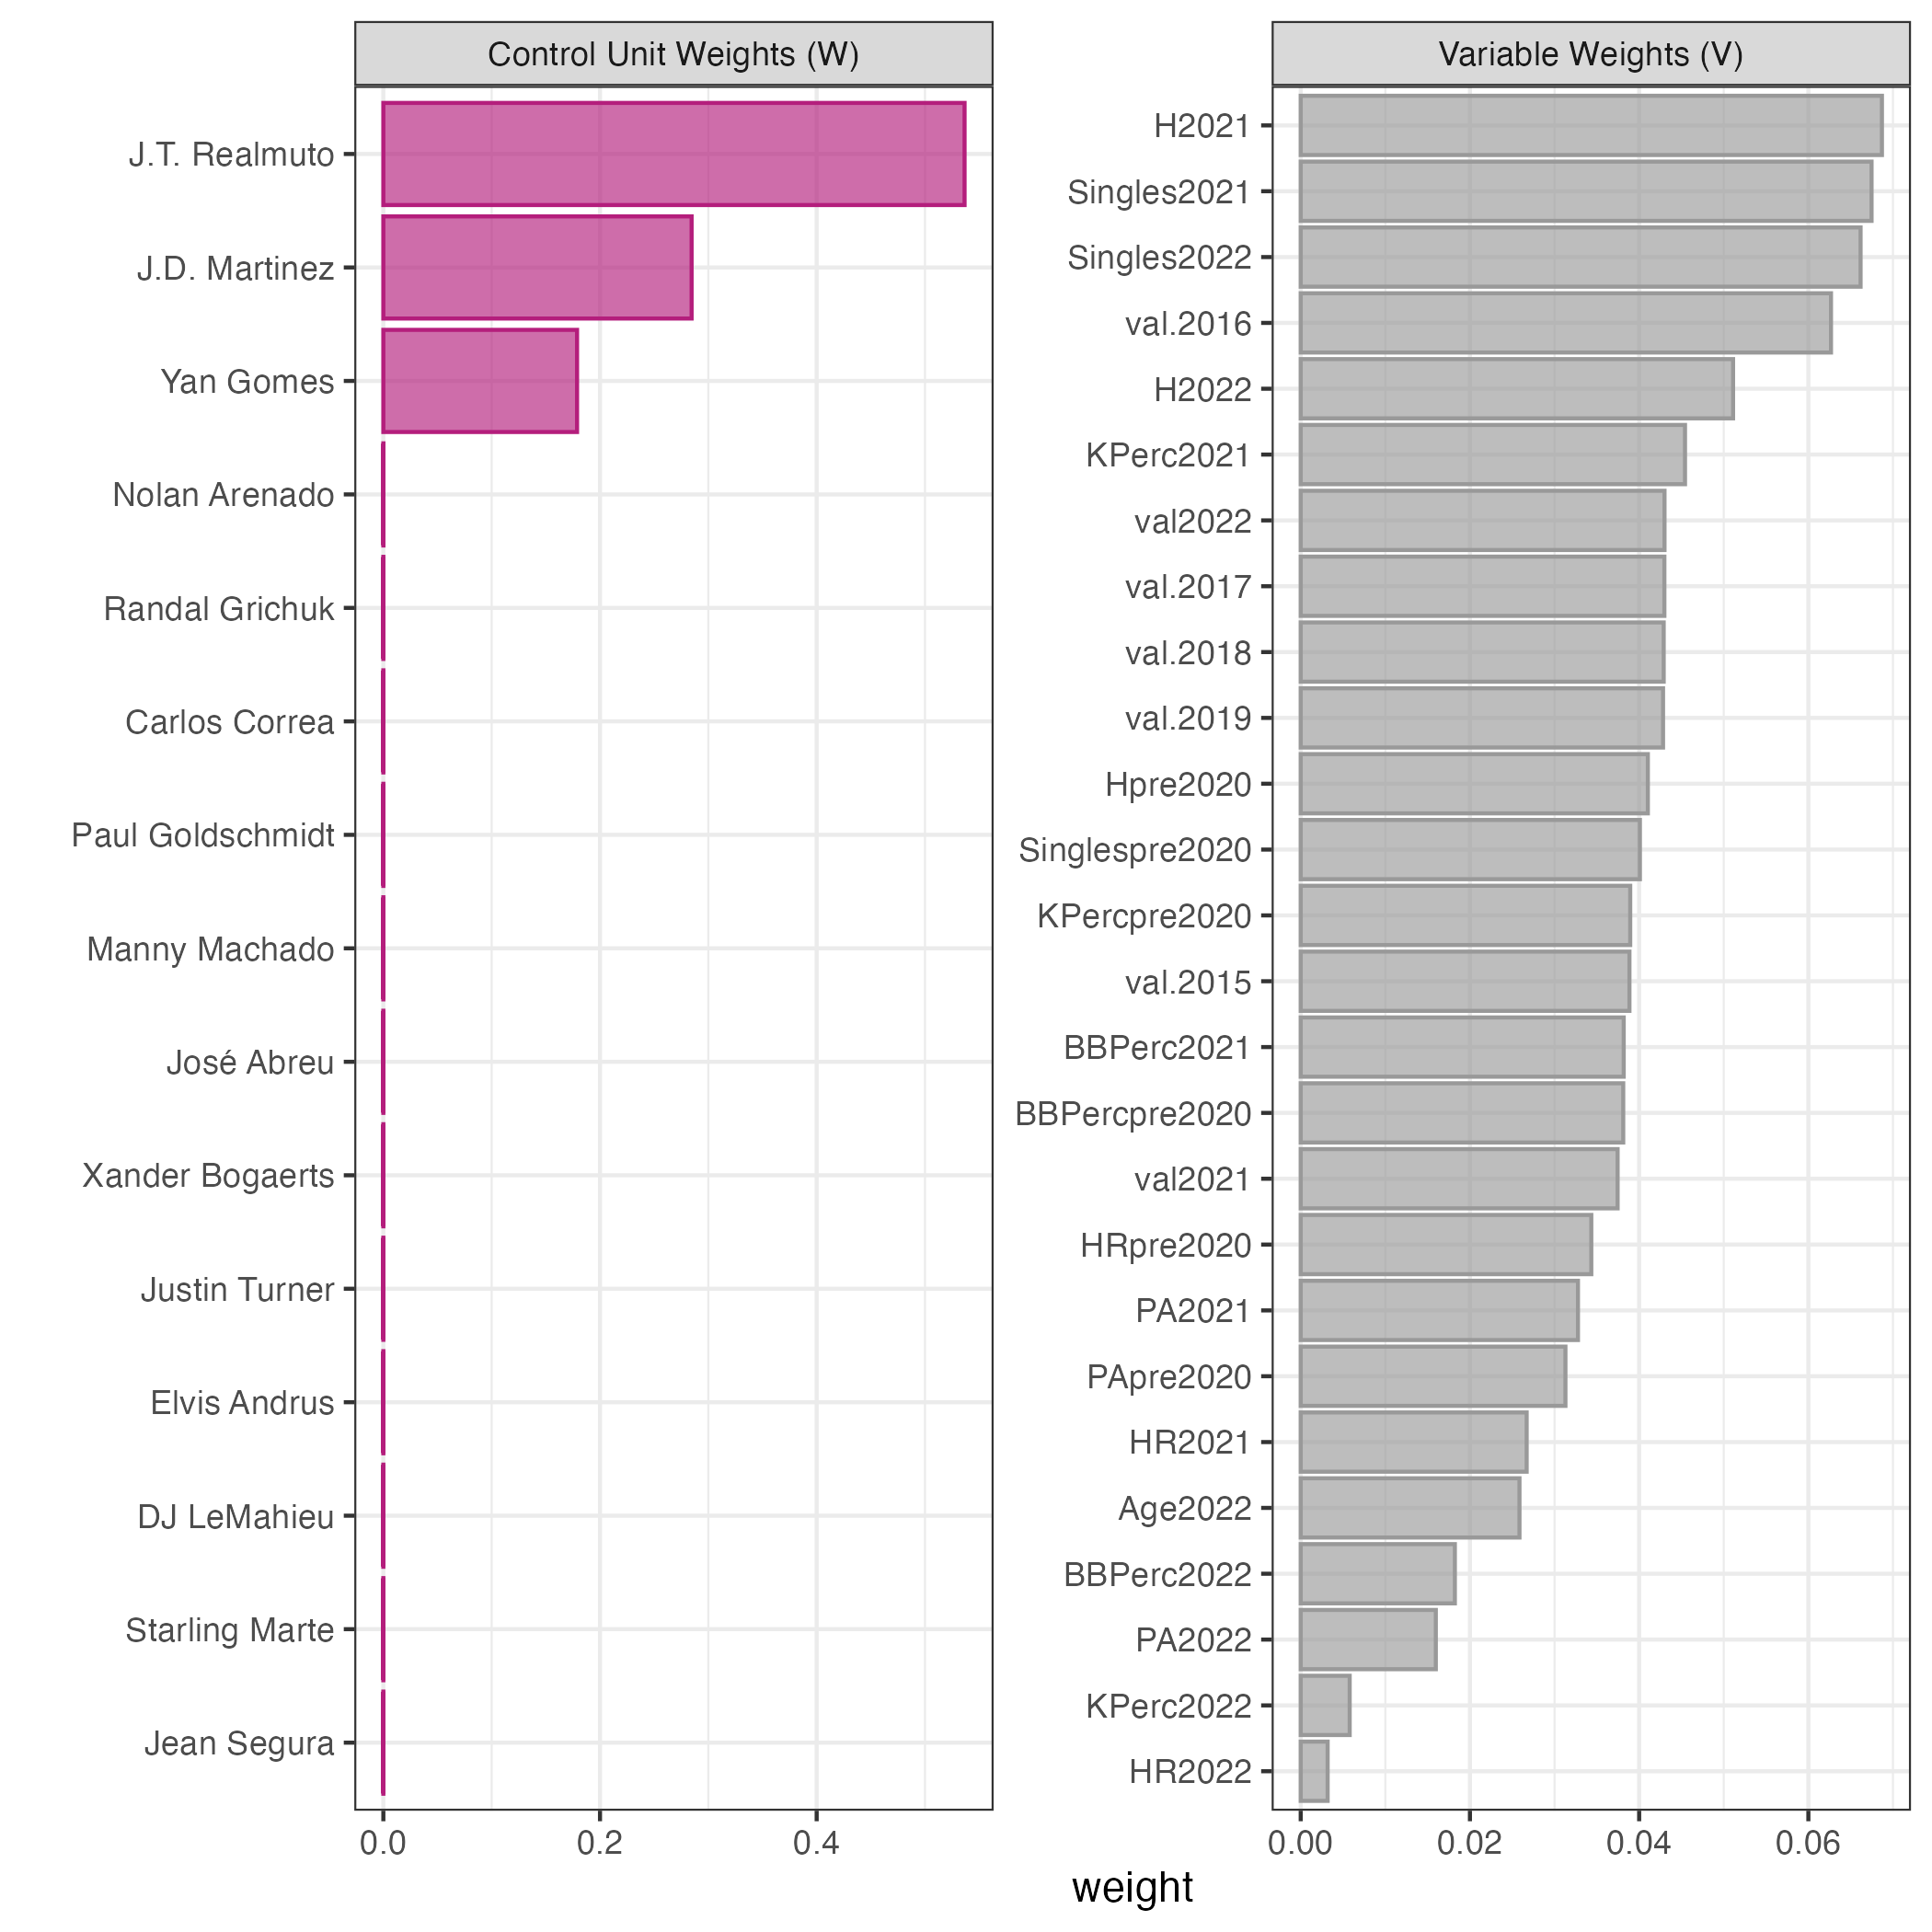 Control Unit Weights (W)
J.T. Realmuto
J.D. Martinez
Yan Gomes
Nolan Arenado
Randal Grichuk
Carlos Correa
Paul Goldschmidt
Manny Machado
José Abreu
Xander Bogaerts
Justin Turner
Elvis Andrus
DJ LeMahieu
Starling Marte
Jean Segura
0.0 0.2 0.4
Variable Weights (V)
H2021
Singles2021
Singles2022
val.2016
H2022
KPerc2021
val2022
val.2017
val.2018
val.2019
Hpre2020
Singlespre2020
KPercpre2020
val.2015
BBPerc2021
BBPercpre2020
val2021
HRpre2020
PA2021
PApre2020
HR2021
Age2022
BBPerc2022
PA2022
KPerc2022
HR2022
0.00 0.02 0.04 0.06
weight